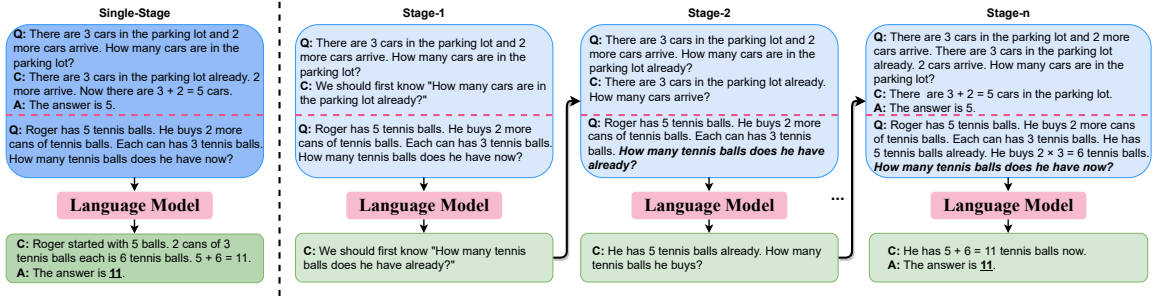 Single-Stage
Q: There are 3 cars in the parking lot and 2
more cars arrive. How many cars are in the
parking lot?
C: There are 3 cars in the parking lot already. 2
more arrive. Now there are 3 + 2 = 5 cars.
A: The answer is 5.
Q: Roger has 5 tennis balls. He buys 2 more
cans of tennis balls. Each can has 3 tennis balls.
How many tennis balls does he have now?
Language Model
C: Roger started with 5 balls. 2 cans of 3
tennis balls each is 6 tennis balls. 5 + 6 = 11.
A: The answer is 11.
Stage-1
Q: There are 3 cars in the parking lot and 2
more cars arrive. How many cars are in the
parking lot?
C: We should first know "How many cars are in
the parking lot already?"
Q: Roger has 5 tennis balls. He buys 2 more
cans of tennis balls. Each can has 3 tennis balls.
How many tennis balls does he have now?
Language Model
C: We should first know "How many tennis
balls does he have already?"
Stage-2
Q: There are 3 cars in the parking lot and 2
more cars arrive. How many cars are in the
parking lot already?
C: There are 3 cars in the parking lot already.
How many cars arrive?
Q: Roger has 5 tennis balls. He buys 2 more
cans of tennis balls. Each can has 3 tennis
balls. How many tennis balls does he have
already?
Language Model
C: He has 5 tennis balls already. How many
tennis balls he buys?
...
Stage-n
Q: There are 3 cars in the parking lot and 2 more
cars arrive. There are 3 cars in the parking lot
already. 2 cars arrive. How many cars are in the
parking lot?
C: There are 3 + 2 = 5 cars in the parking lot.
A: The answer is 5.
Q: Roger has 5 tennis balls. He buys 2 more cans
of tennis balls. Each can has 3 tennis balls. He has
5 tennis balls already. He buys 2 × 3 = 6 tennis balls.
How many tennis balls does he have now?
Language Model
C: He has 5 + 6 = 11 tennis balls now.
A: The answer is 11.